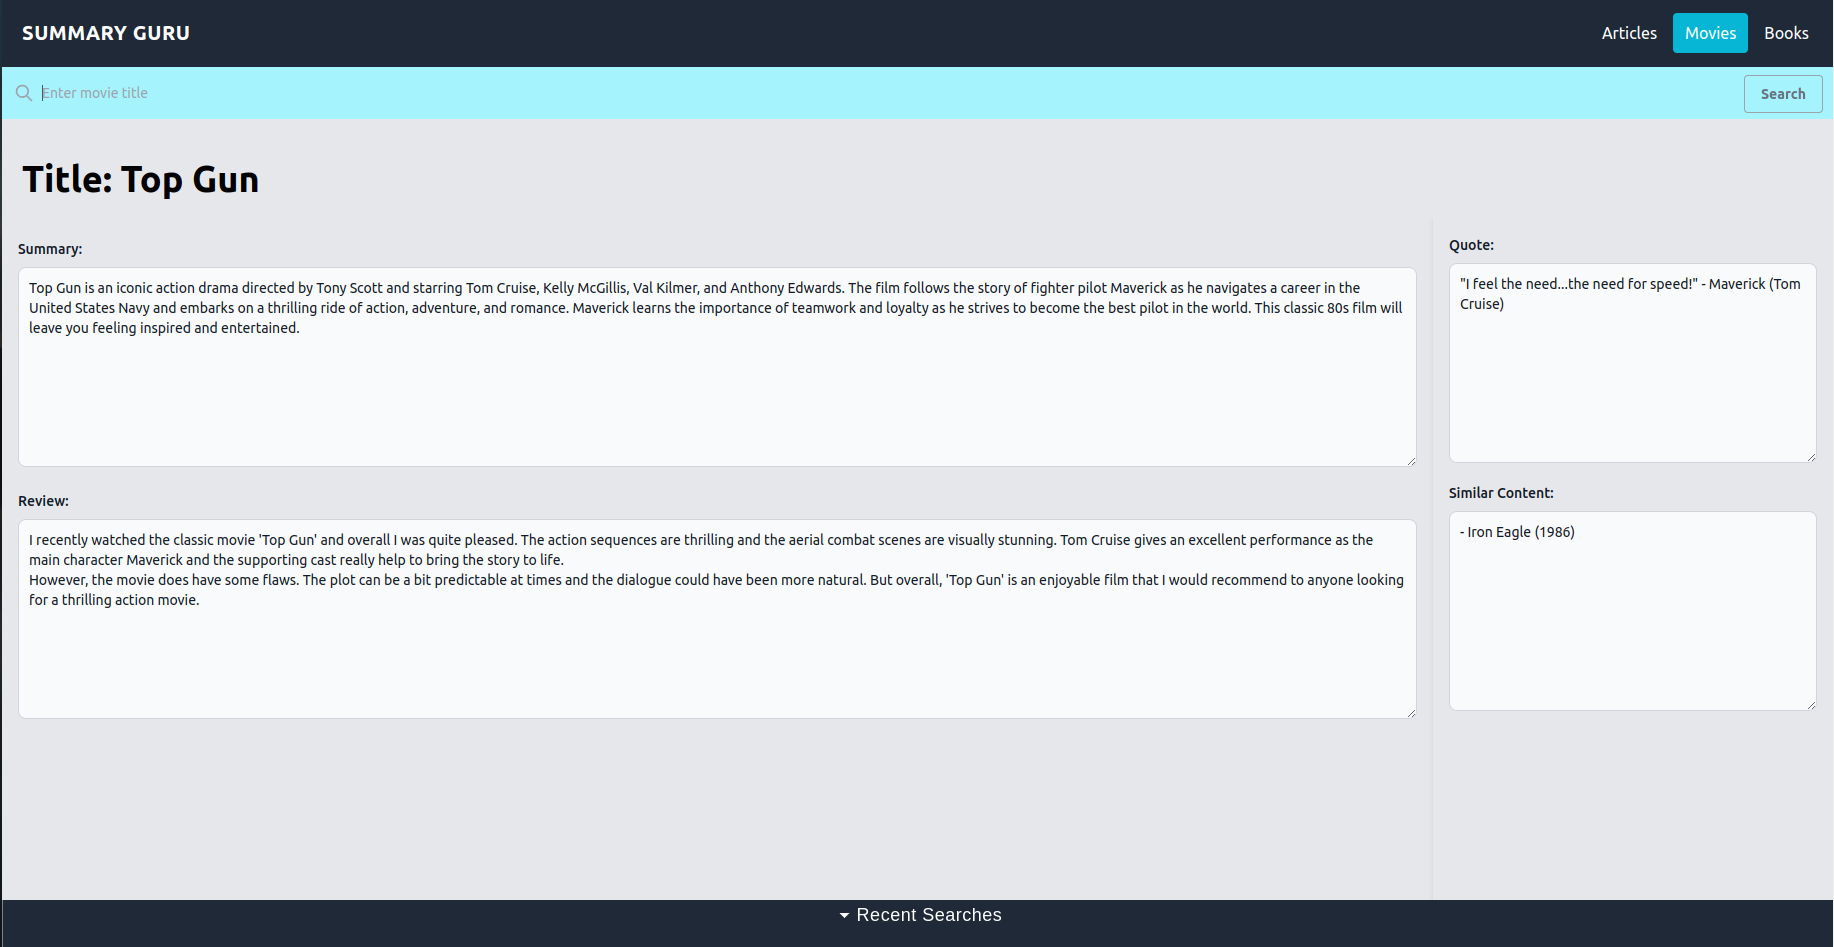 SUMMARY GURU
Articles
Movies
Books
Enter movie title
Search
Title: Top Gun
Summary:
Top Gun is an iconic action drama directed by Tony Scott and starring Tom Cruise, Kelly McGillis, Val Kilmer, and Anthony Edwards. The film follows the story of fighter pilot Maverick as he navigates a career in the
United States Navy and embarks on a thrilling ride of action, adventure, and romance. Maverick learns the importance of teamwork and loyalty as he strives to become the best pilot in the world. This classic 80s film will
leave you feeling inspired and entertained.
Review:
I recently watched the classic movie 'Top Gun' and overall I was quite pleased. The action sequences are thrilling and the aerial combat scenes are visually stunning. Tom Cruise gives an excellent performance as the
main character Maverick and the supporting cast really help to bring the story to life.
However, the movie does have some flaws. The plot can be a bit predictable at times and the dialogue could have been more natural. But overall, 'Top Gun' is an enjoyable film that I would recommend to anyone looking
for a thrilling action movie.
Quote:
"I feel the need...the need for speed!" - Maverick (Tom
Cruise)
Similar Content:
- Iron Eagle (1986)
Recent Searches